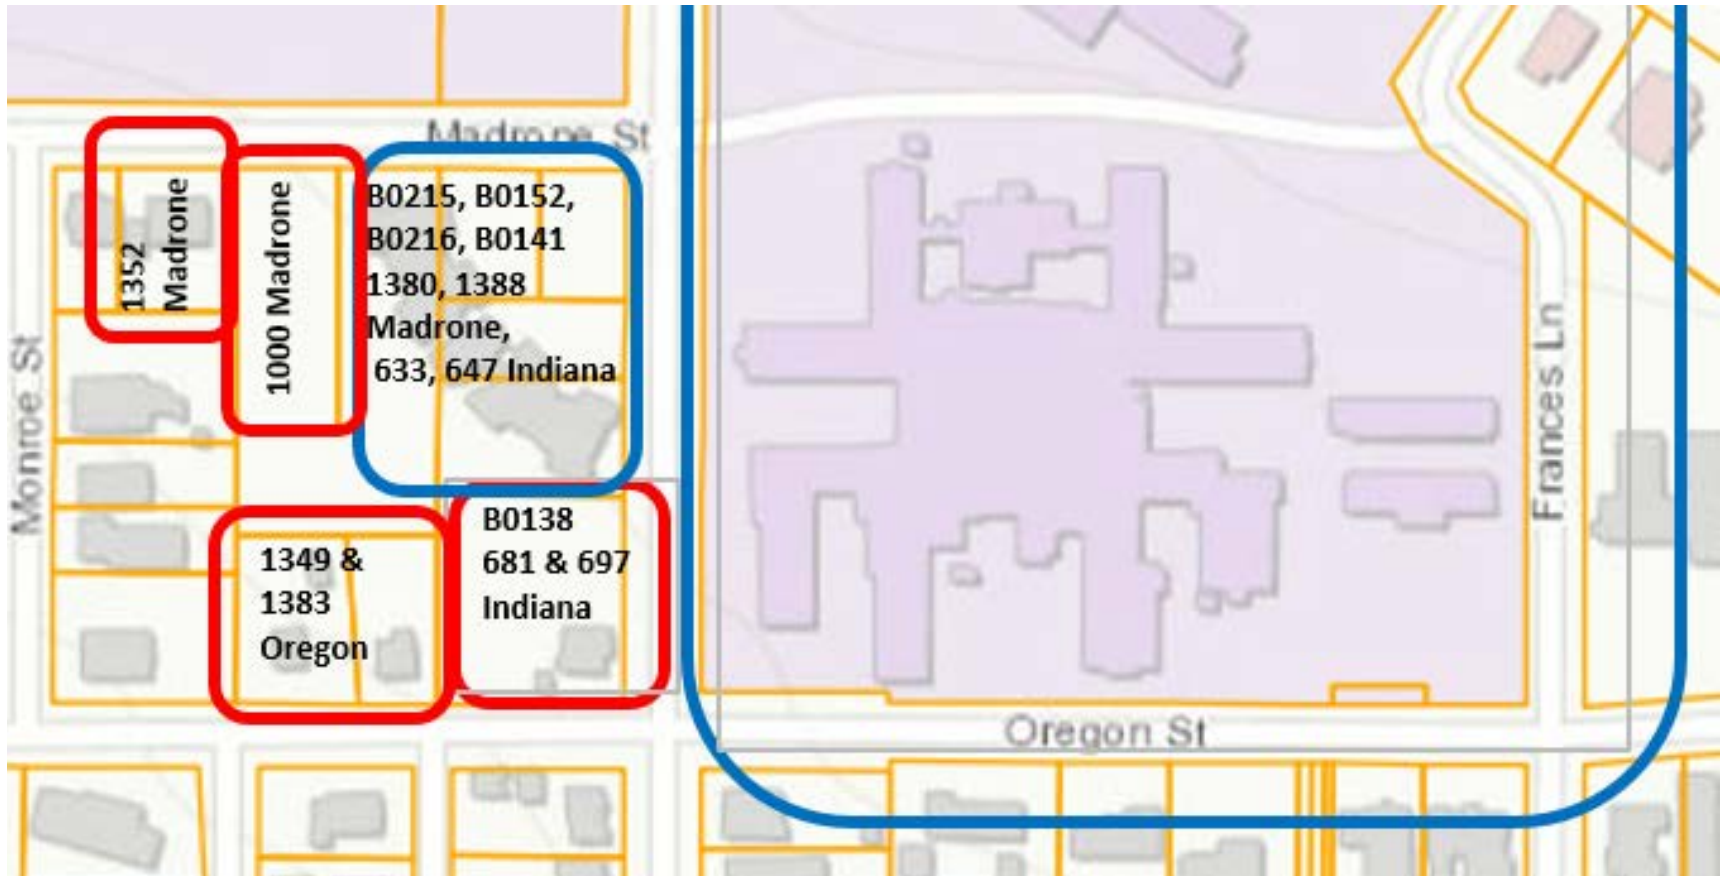 Madrone St
1352
Madrone
1000 Madrone
B0215, B0152,
B0216, B0141
1380, 1388
Madrone,
633, 647 Indiana
Monroe St
Frances Ln
1349 &
1383
Oregon
B0138
681 & 697
Indiana
Oregon St